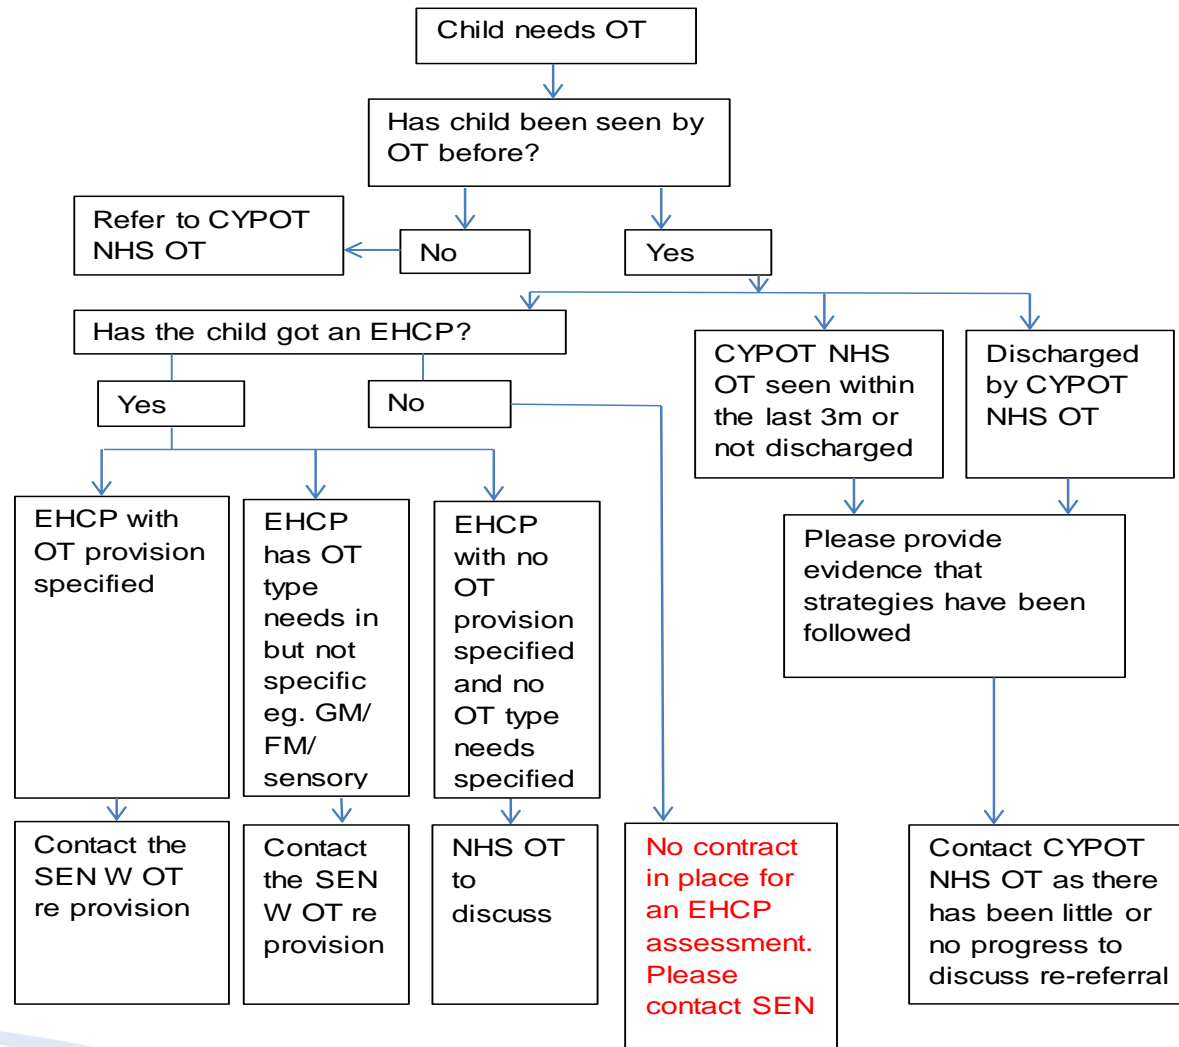 Child needs OT
Has child been seen by
OT before?
Refer to CYPOT
NHS OT
No
Yes
Has the child got an EHCP?
CYPOT NHS
OT seen within
the last 3m or
not discharged
Discharged
by CYPOT
NHS OT
Yes
No
EHCP with
OT provision
specified
EHCP
has OT
type
needs in
but not
specific
eg. GM/
FM/
sensory
EHCP
with no
OT
provision
specified
and no
OT type
needs
specified
Please provide
evidence that
strategies have been
followed
Contact the
SEN W OT
re provision
Contact
the SEN
W OT re
provision
NHS OT
to
discuss
No contract
in place for
an EHCP
assessment.
Please
contact SEN
Contact CYPOT
NHS OT as there
has been little or
no progress to
discuss re-referral